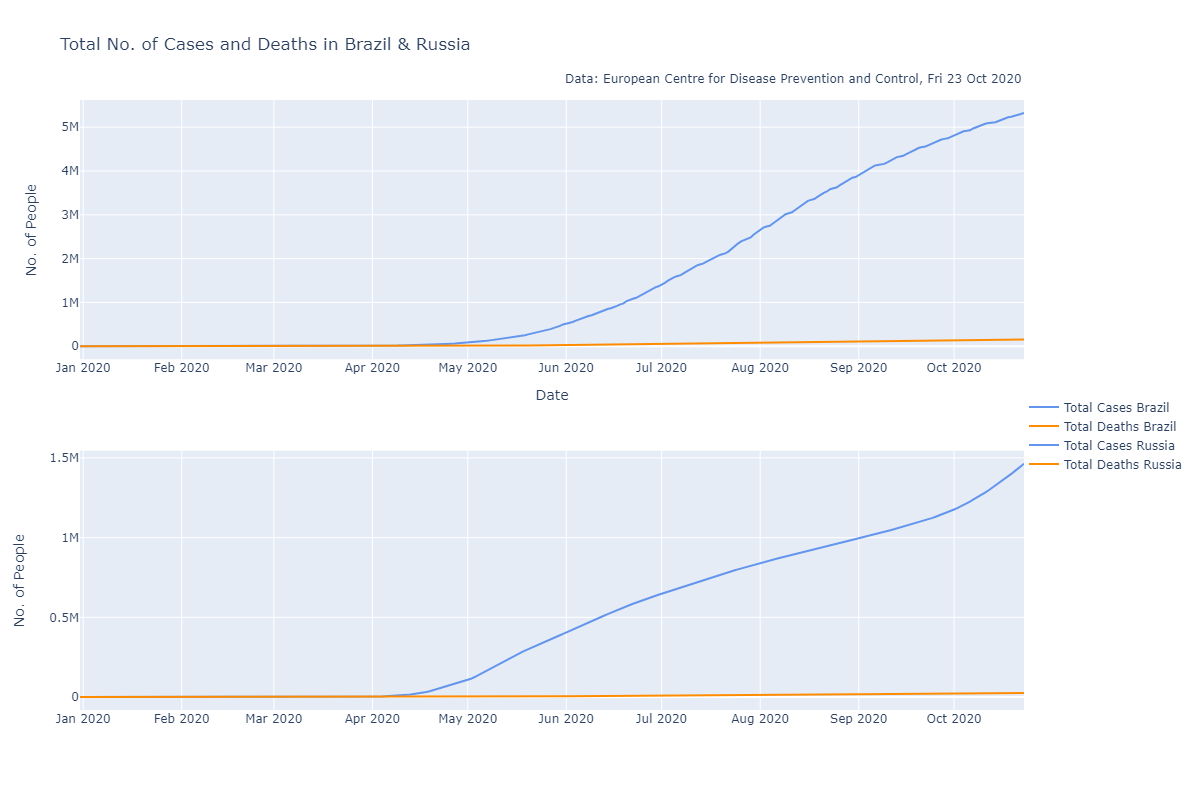 Total No. of Cases and Deaths in Brazil & Russia
Data: European Centre for Disease Prevention and Control, Fri 23 Oct 2020
5M
4M
3M
2M
1M
0
No. of People
Jan 2020 Feb 2020 Mar 2020 Apr 2020 May 2020 Jun 2020 Jul 2020 Aug 2020 Sep 2020 Oct 2020
Date
Total Cases Brazil
Total Deaths Brazil
Total Cases Russia
Total Deaths Russia
1.5M
1M
0.5M
0
No. of People
Jan 2020 Feb 2020 Mar 2020 Apr 2020 May 2020 Jun 2020 Jul 2020 Aug 2020 Sep 2020 Oct 2020